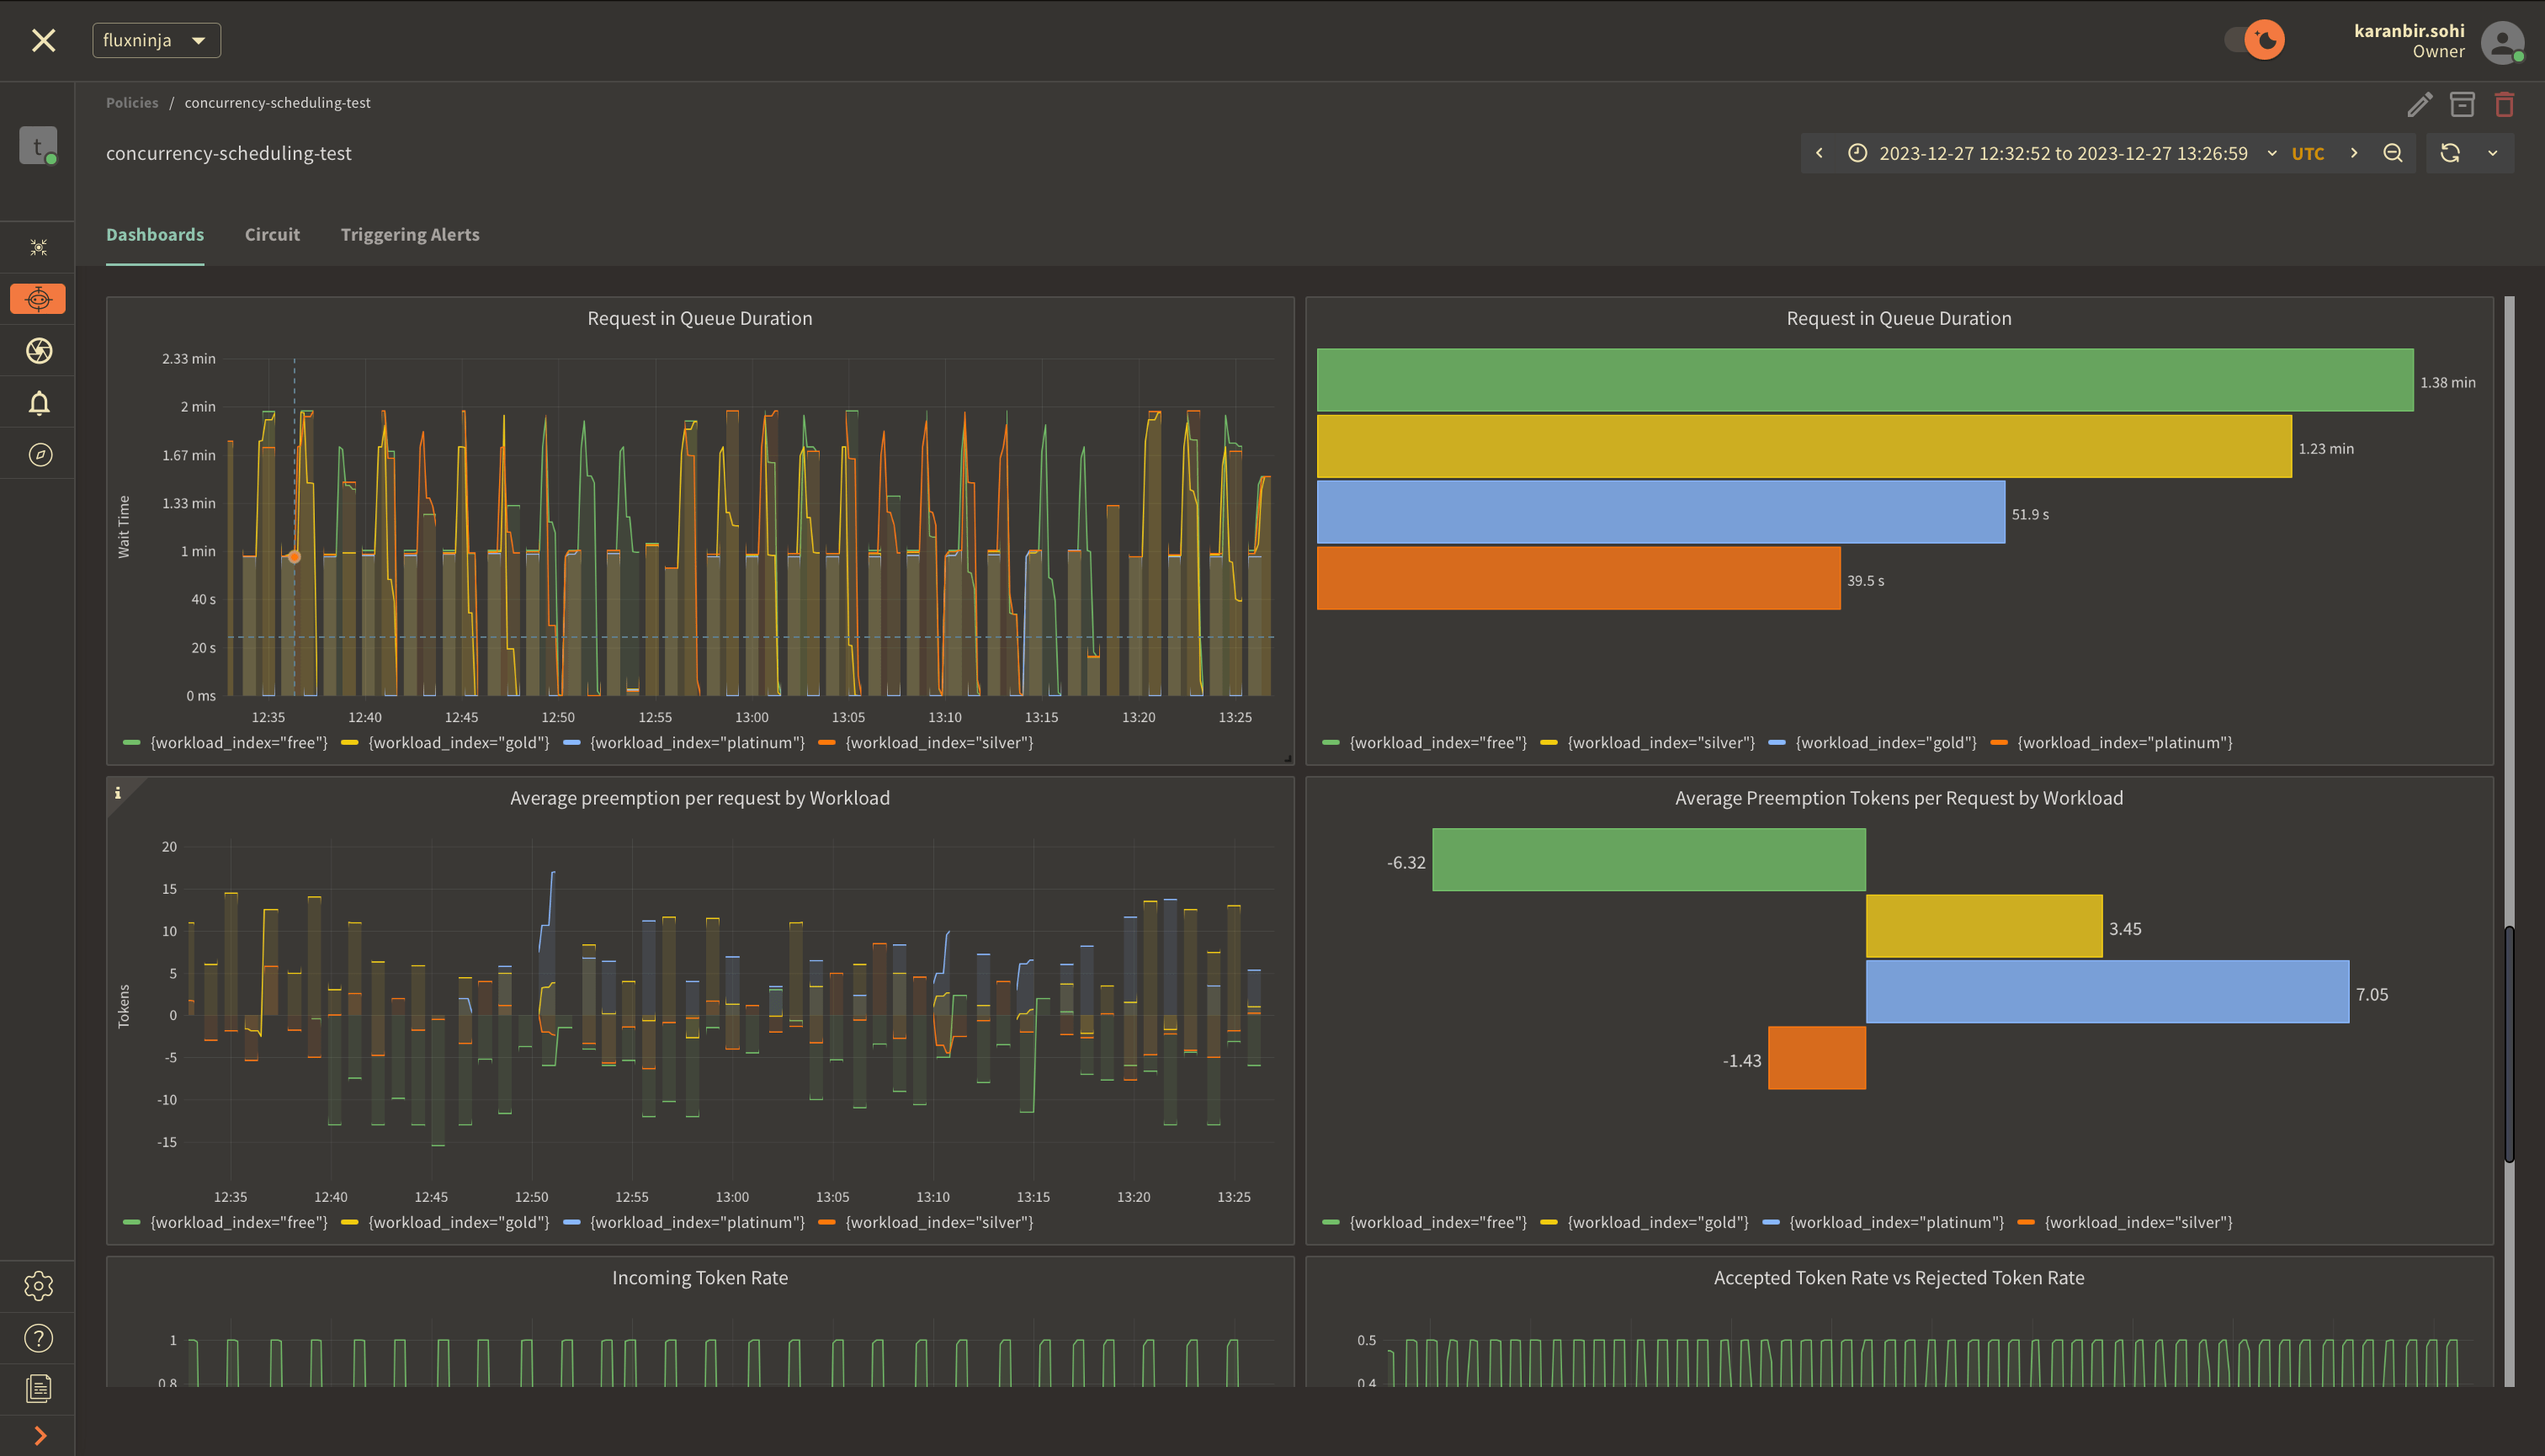 fluxninja
karanbir.sohi
Owner
Policies / concurrency-scheduling-test
t
concurrency-scheduling-test
2023-12-27 12:32:52 to 2023-12-27 13:26:59 UTC
Dashboards Circuit Triggering Alerts
Request in Queue Duration
2.33 min
2 min
1.67 min
1.33 min
1 min
40 s
20 s
0 ms
Wait Time
12:35 12:40 12:45 12:50 12:55 13:00 13:05 13:10 13:15 13:20 13:25
{workload_index="free"} {workload_index="gold"} {workload_index="platinum"} {workload_index="silver"}
Request in Queue Duration
1.38 min
1.23 min
51.9 s
39.5 s
{workload_index="free"} {workload_index="silver"} {workload_index="gold"} {workload_index="platinum"}
i
Average preemption per request by Workload
20
15
10
5
0
-5
-10
-15
Tokens
12:35 12:40 12:45 12:50 12:55 13:00 13:05 13:10 13:15 13:20 13:25
{workload_index="free"} {workload_index="gold"} {workload_index="platinum"} {workload_index="silver"}
Average Preemption Tokens per Request by Workload
-6.32
3.45
7.05
-1.43
{workload_index="free"} {workload_index="gold"} {workload_index="platinum"} {workload_index="silver"}
Incoming Token Rate
1
0.8
Accepted Token Rate vs Rejected Token Rate
0.5
0.4